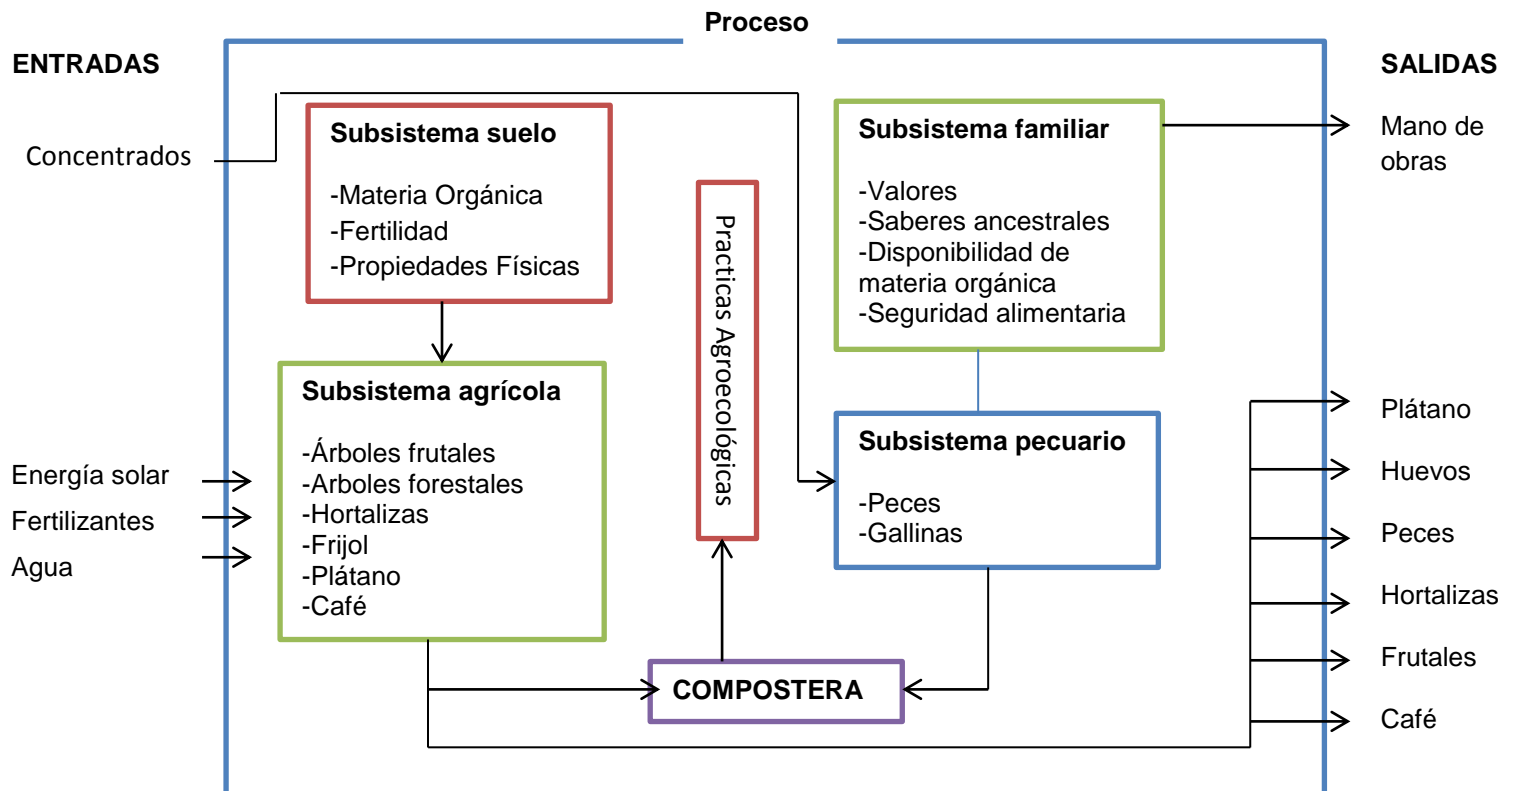 Proceso
ENTRADAS
Concentrados
Energía solar
Fertilizantes
Agua
Subsistema suelo
-Materia Orgánica
-Fertilidad
-Propiedades Físicas
Subsistema agrícola
-Árboles frutales
-Arboles forestales
-Hortalizas
-Frijol
-Plátano
-Café
Practicas Agroecológicas
COMPOSTERA
Subsistema familiar
-Valores
-Saberes ancestrales
-Disponibilidad de
materia orgánica
-Seguridad alimentaria
Subsistema pecuario
-Peces
-Gallinas
SALIDAS
Mano de
obras
Plátano
Huevos
Peces
Hortalizas
Frutales
Café